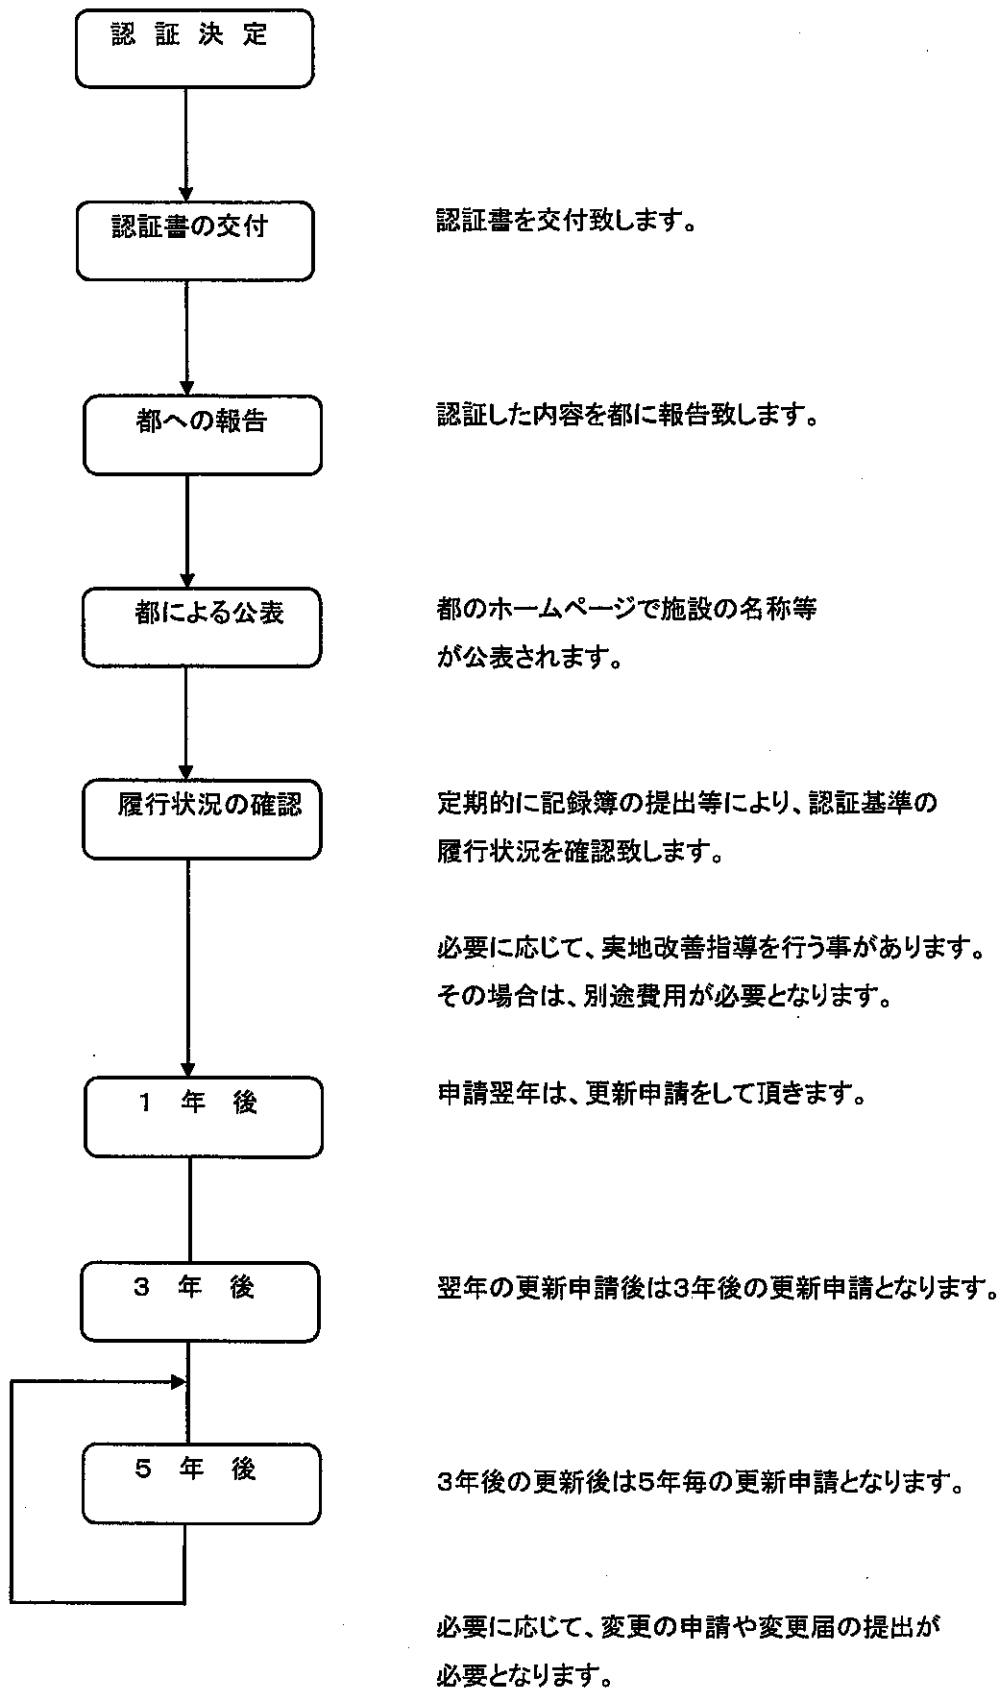 認 証 決 定
認証書の交付
認証書を交付致します。
都への報告
認証した内容を都に報告致します。
都による公表
都のホームページで施設の名称等
が公表されます。
履行状況の確認
定期的に記録簿の提出等により、認証基準の
履行状況を確認致します。
必要に応じて、実地改善指導を行う事があります。
その場合は、別途費用が必要となります。
1 年 後
申請翌年は、更新申請をして頂きます。
3 年 後
翌年の更新申請後は3年後の更新申請となります。
5 年 後
3年後の更新後は5年毎の更新申請となります。
必要に応じて、変更の申請や変更届の提出が
必要となります。